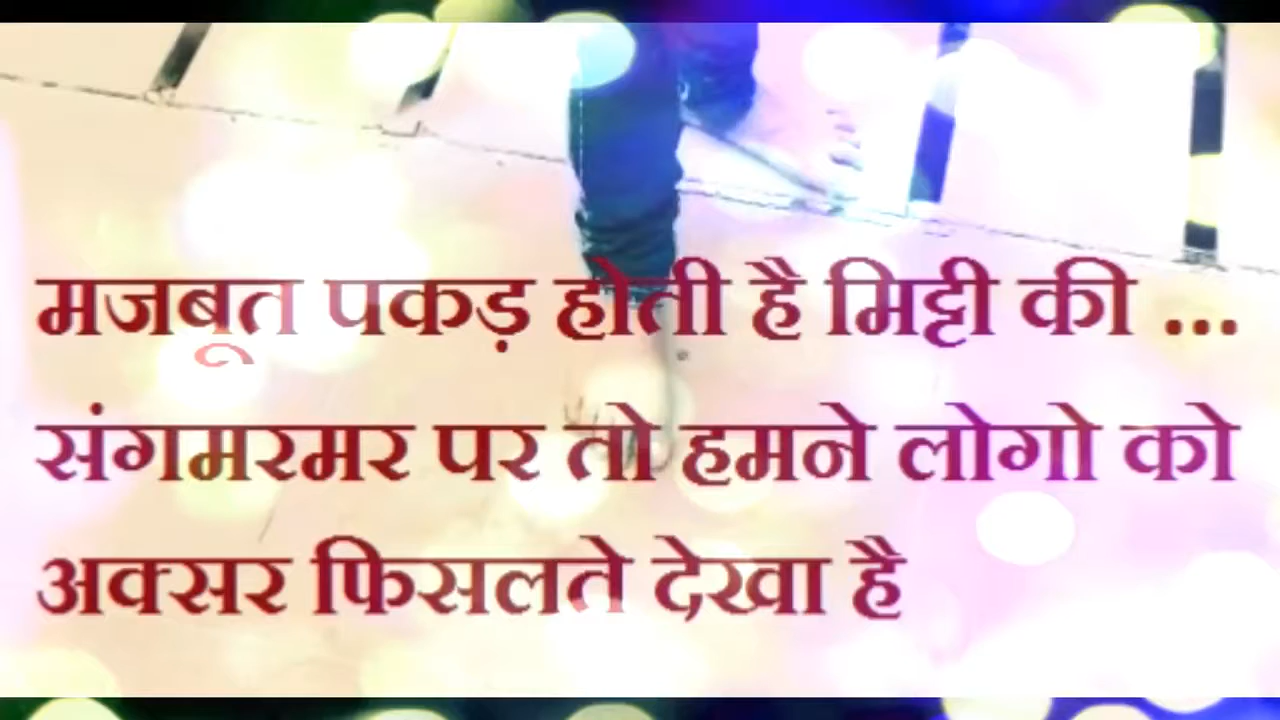 मजबूत पकड़ होती है मिट्टी की ...
संगमरमर पर तो हमने लोगो को
अक्सर फिसलते देखा है